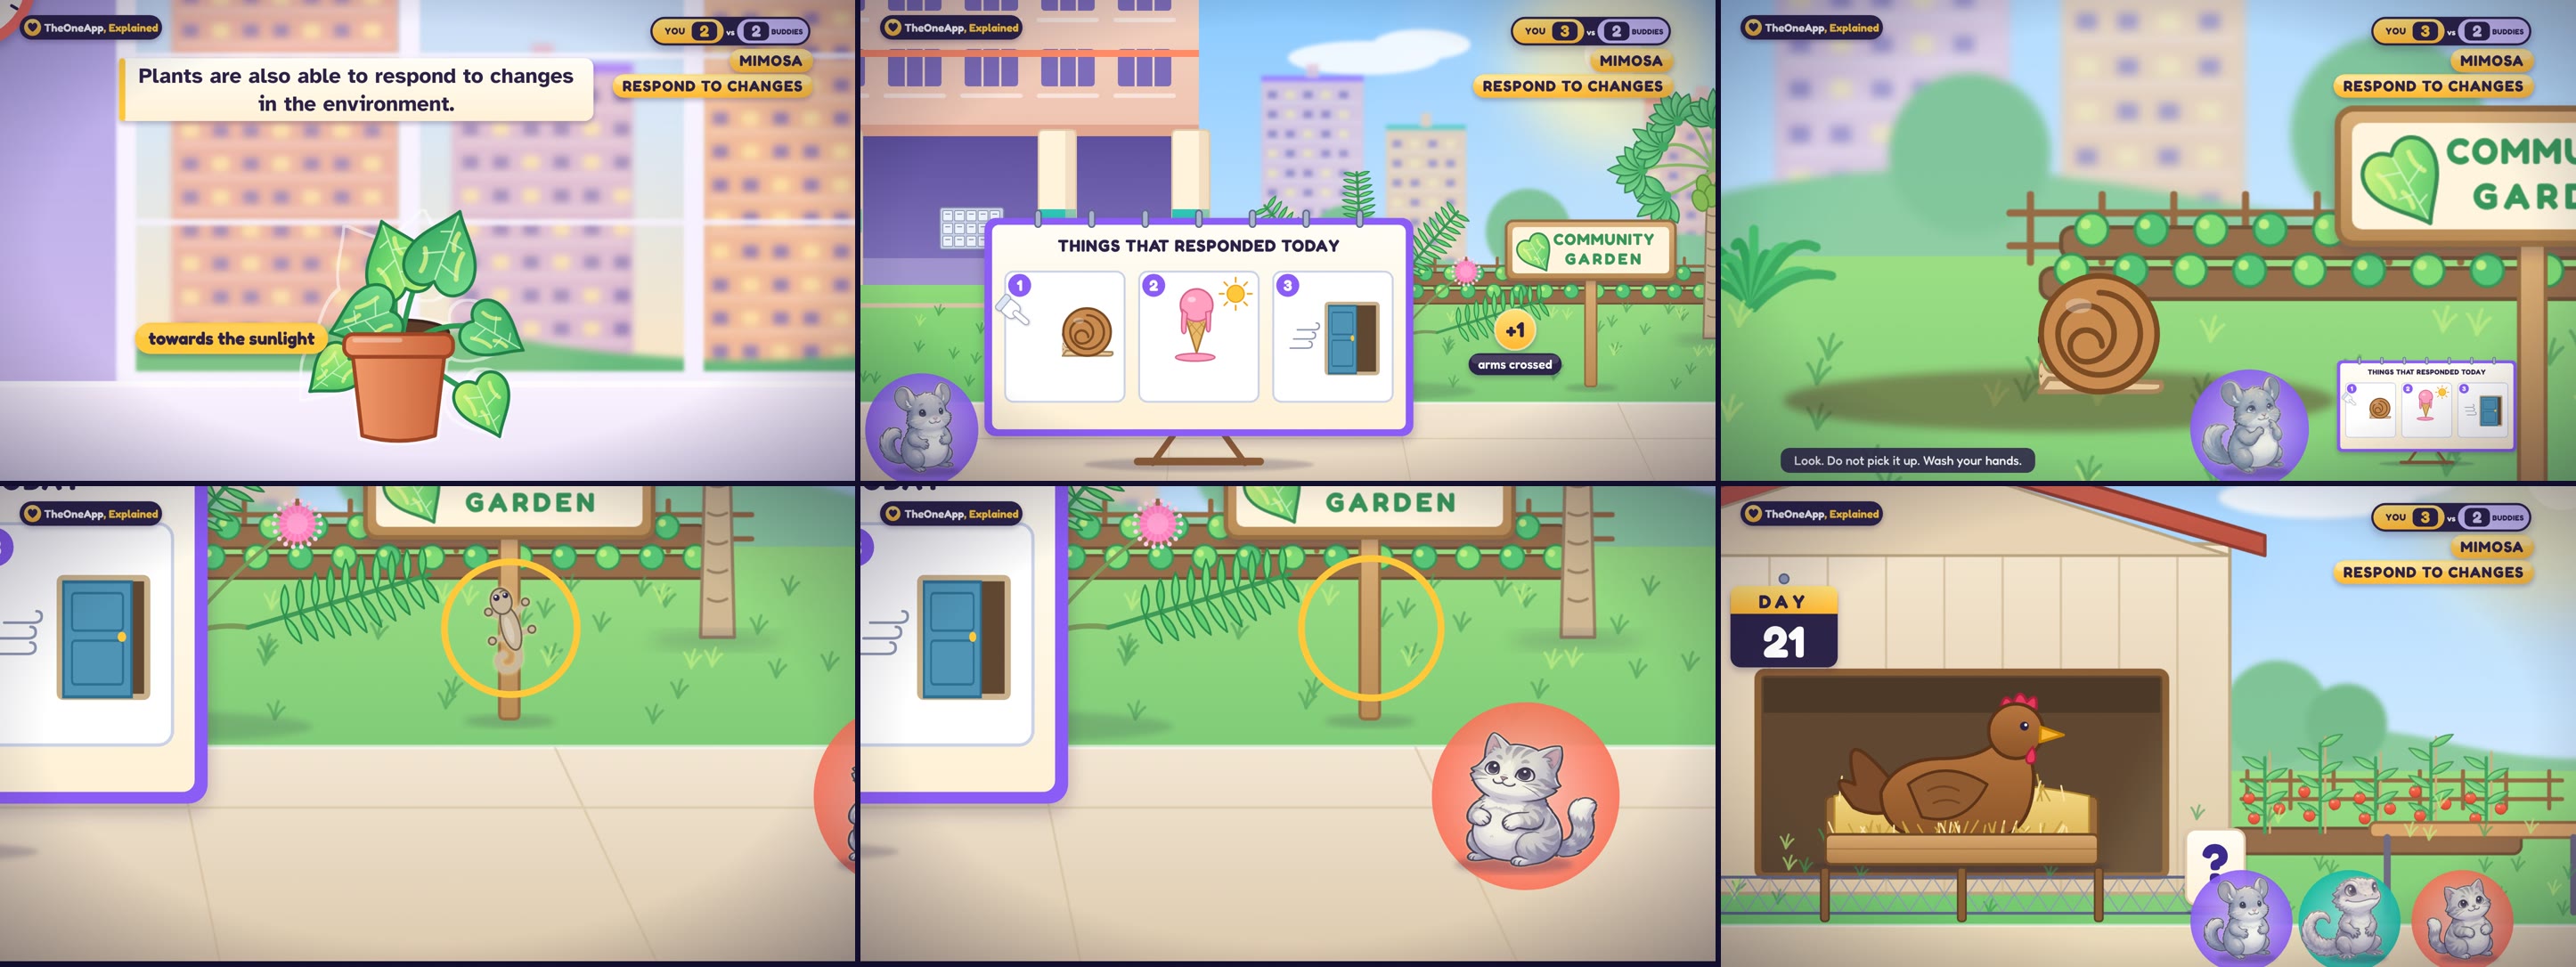 TheOneApp, Explained
YOU 2 vs 2 BUDDIES
MIMOSA
RESPOND TO CHANGES
Plants are also able to respond to changes
in the environment.
towards the sunlight
TheOneApp, Explained
YOU 3 vs 2 BUDDIES
MIMOSA
RESPOND TO CHANGES
THINGS THAT RESPONDED TODAY
1 2 3
COMMUNITY
GARDEN
+1
arms crossed
TheOneApp, Explained
YOU 3 vs 2 BUDDIES
MIMOSA
RESPOND TO CHANGES
COMMU
GARD
THINGS THAT RESPONDED TODAY
1 2 3
Look. Do not pick it up. Wash your hands.
TheOneApp, Explained
GARDEN
TheOneApp, Explained
GARDEN
TheOneApp, Explained
YOU 3 vs 2 BUDDIES
MIMOSA
RESPOND TO CHANGES
DAY
21
?